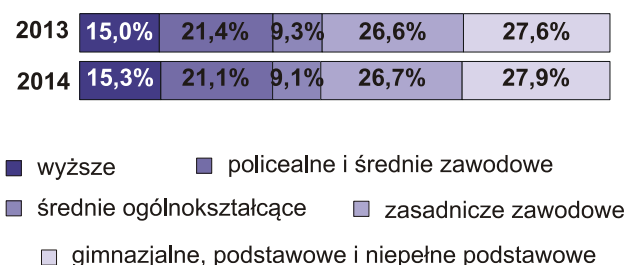 2013 15,0% 21,4% 9,3% 26,6% 27,6%
2014 15,3% 21,1% 9,1% 26,7% 27,9%
wyższe policealne i średnie zawodowe
średnie ogólnokształcące zasadnicze zawodowe
gimnazjalne, podstawowe i niepełne podstawowe